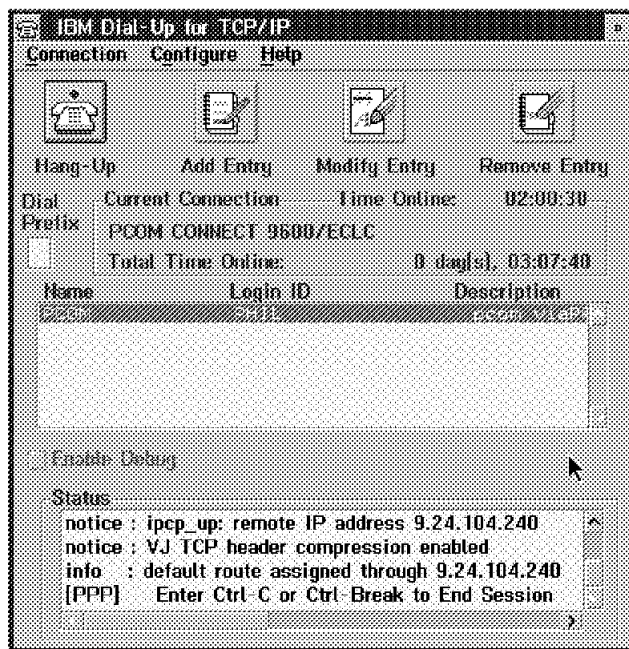 IBM Dial-Up for TCP/IP
Connection Configure Help
Hang-Up Add Entry Modify Entry Remove Entry
Dial Prefix
Current Connection Time Online: 02:00:30
PCOM CONNECT 9600/ECLC
Total Time Online: 0 day(s), 03:07:40
Name Login ID Description
PCOM PHIL pcom
Enable Debug
Status
notice : ipcp_up: remote IP address 9.24.104.240
notice : VJ TCP header compression enabled
info : default route assigned through 9.24.104.240
[PPP] Enter Ctrl-C or Ctrl-Break to End Session